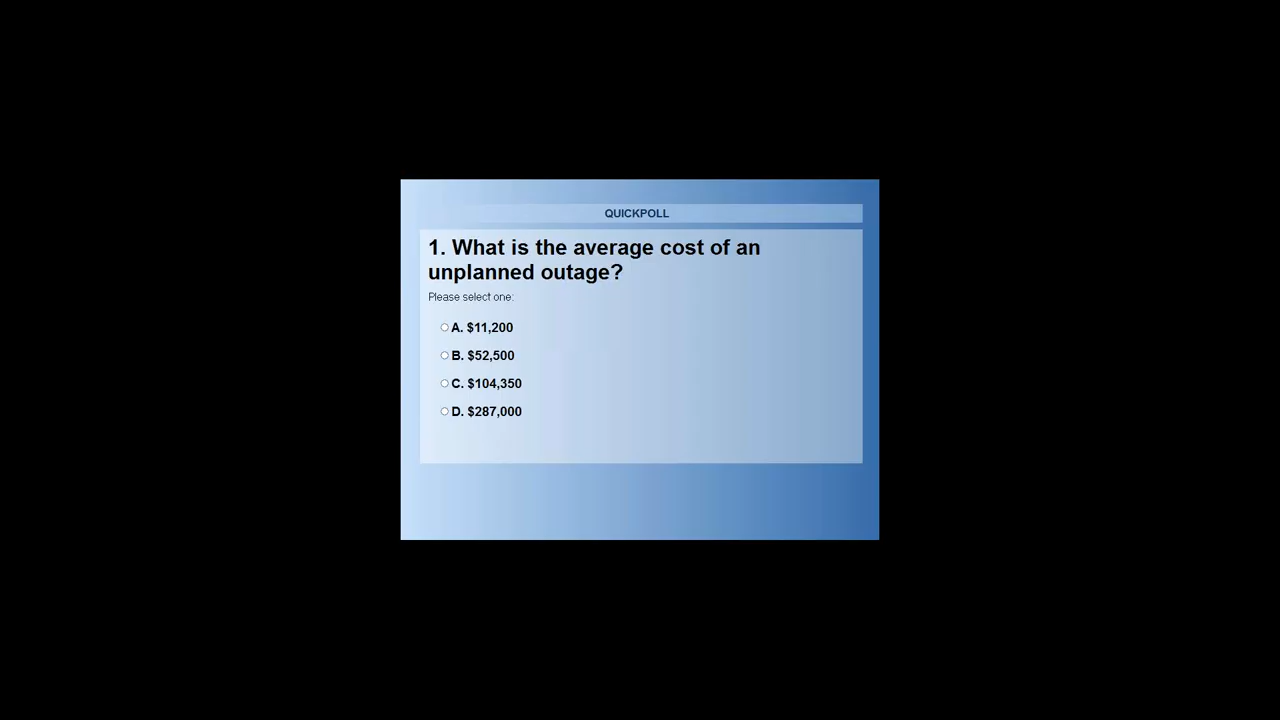 QUICKPOLL
1. What is the average cost of an
unplanned outage?
Please select one:
A. $11,200
B. $52,500
C. $104,350
D. $287,000